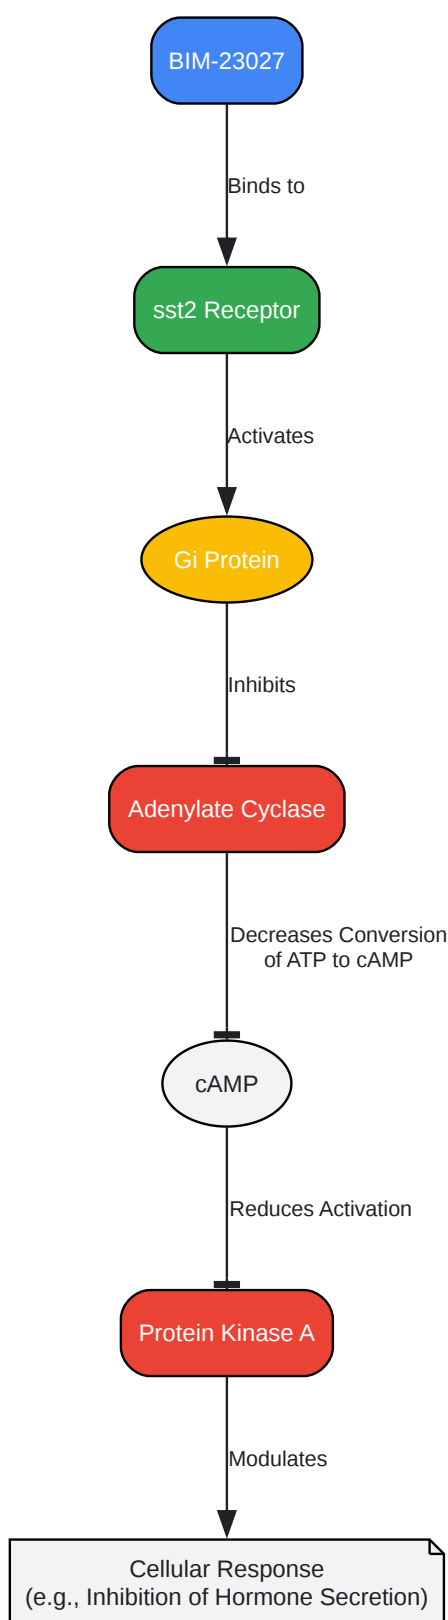 BIM-23027
Binds to
sst2 Receptor
Activates
Gi Protein
Inhibits
Adenylate Cyclase
Decreases Conversion
of ATP to cAMP
cAMP
Reduces Activation
Protein Kinase A
Modulates
Cellular Response
(e.g., Inhibition of Hormone Secretion)